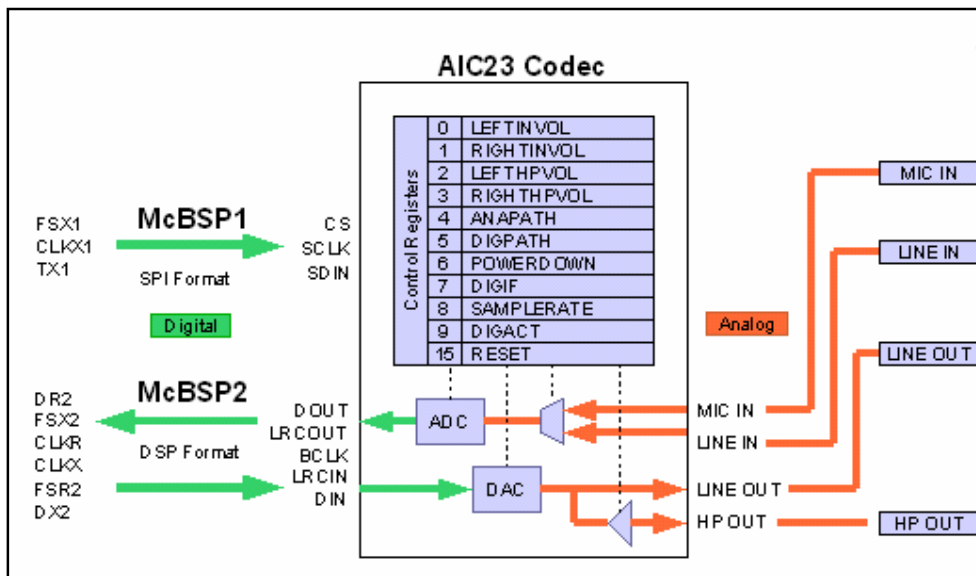 AIC23 Codec
Control Registers
0 LEFTINVOL
1 RIGHTINVOL
2 LEFTHPVOL
3 RIGHTHPVOL
4 ANAPATH
5 DIGPATH
6 POWERDOWN
7 DIGIF
8 SAMPLERATE
9 DIGACT
15 RESET
McBSP1
FSX1
CLKX1
TX1
SPI Format
CS
SCLK
SDIN
Digital
Analog
McBSP2
DR2
FSX2
CLKR
CLKX
FSR2
DX2
DSP Format
DOUT
LRCOUT
BCLK
LRCIN
DIN
ADC
DAC
MIC IN
LINE IN
LINE OUT
HP OUT
MIC IN
LINE IN
LINE OUT
HP OUT